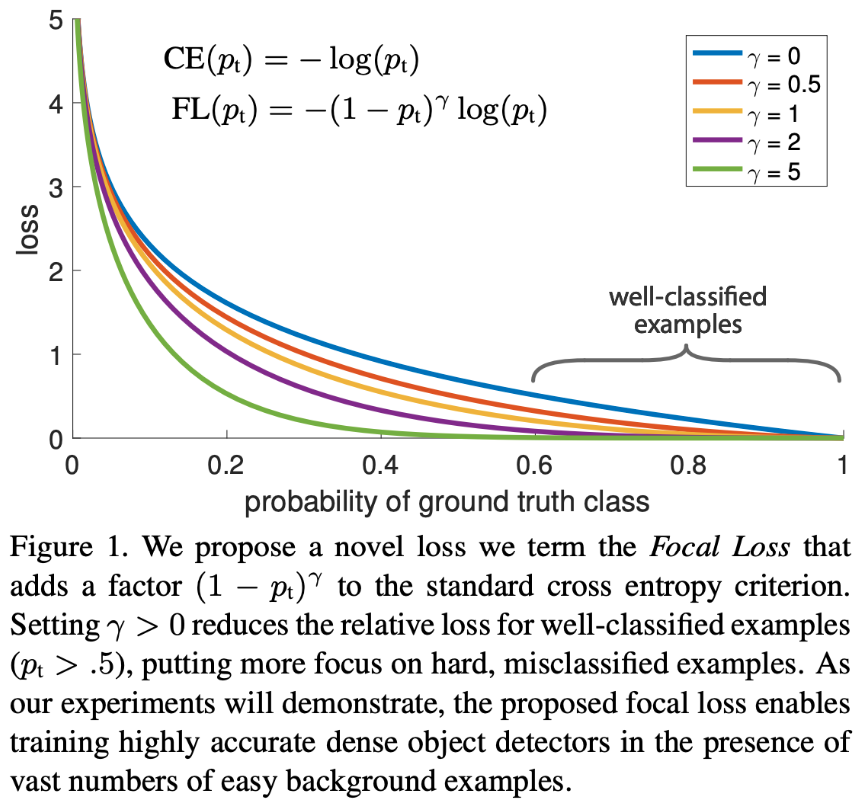 5
CE(pₜ) = − log(pₜ)
FL(pₜ) = −(1 − pₜ)^γ log(pₜ)
γ = 0
γ = 0.5
γ = 1
γ = 2
γ = 5
4
3
loss
2
well-classified
examples
1
0
0 0.2 0.4 0.6 0.8 1
probability of ground truth class
Figure 1. We propose a novel loss we term the Focal Loss that
adds a factor (1 − pₜ)^γ to the standard cross entropy criterion.
Setting γ > 0 reduces the relative loss for well-classified examples
(pₜ > .5), putting more focus on hard, misclassified examples. As
our experiments will demonstrate, the proposed focal loss enables
training highly accurate dense object detectors in the presence of
vast numbers of easy background examples.